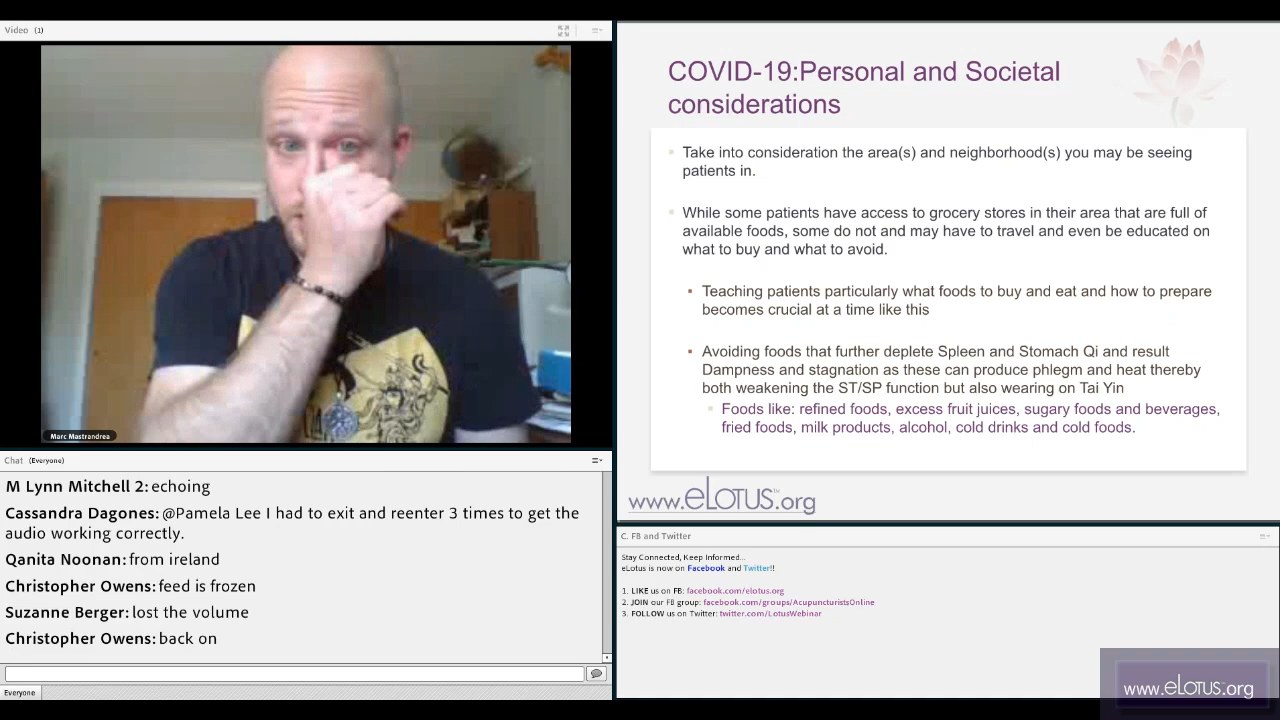 Video (1)
Marc Mastrandrea
Chat (Everyone)
M Lynn Mitchell 2: echoing
Cassandra Dagones: @Pamela Lee I had to exit and reenter 3 times to get the
audio working correctly.
Qanita Noonan: from ireland
Christopher Owens: feed is frozen
Suzanne Berger: lost the volume
Christopher Owens: back on
Everyone
COVID-19:Personal and Societal
considerations
Take into consideration the area(s) and neighborhood(s) you may be seeing
patients in.
While some patients have access to grocery stores in their area that are full of
available foods, some do not and may have to travel and even be educated on
what to buy and what to avoid.
Teaching patients particularly what foods to buy and eat and how to prepare
becomes crucial at a time like this
Avoiding foods that further deplete Spleen and Stomach Qi and result
Dampness and stagnation as these can produce phlegm and heat thereby
both weakening the ST/SP function but also wearing on Tai Yin
Foods like: refined foods, excess fruit juices, sugary foods and beverages,
fried foods, milk products, alcohol, cold drinks and cold foods.
www.eLOTUS.org
C. FB and Twitter
Stay Connected, Keep Informed...
eLotus is now on Facebook and Twitter!!
1. LIKE us on FB: facebook.com/elotus.org
2. JOIN our FB group: facebook.com/groups/AcupuncturistsOnline
3. FOLLOW us on Twitter: twitter.com/LotusWebinar
www.eLOTUS.org